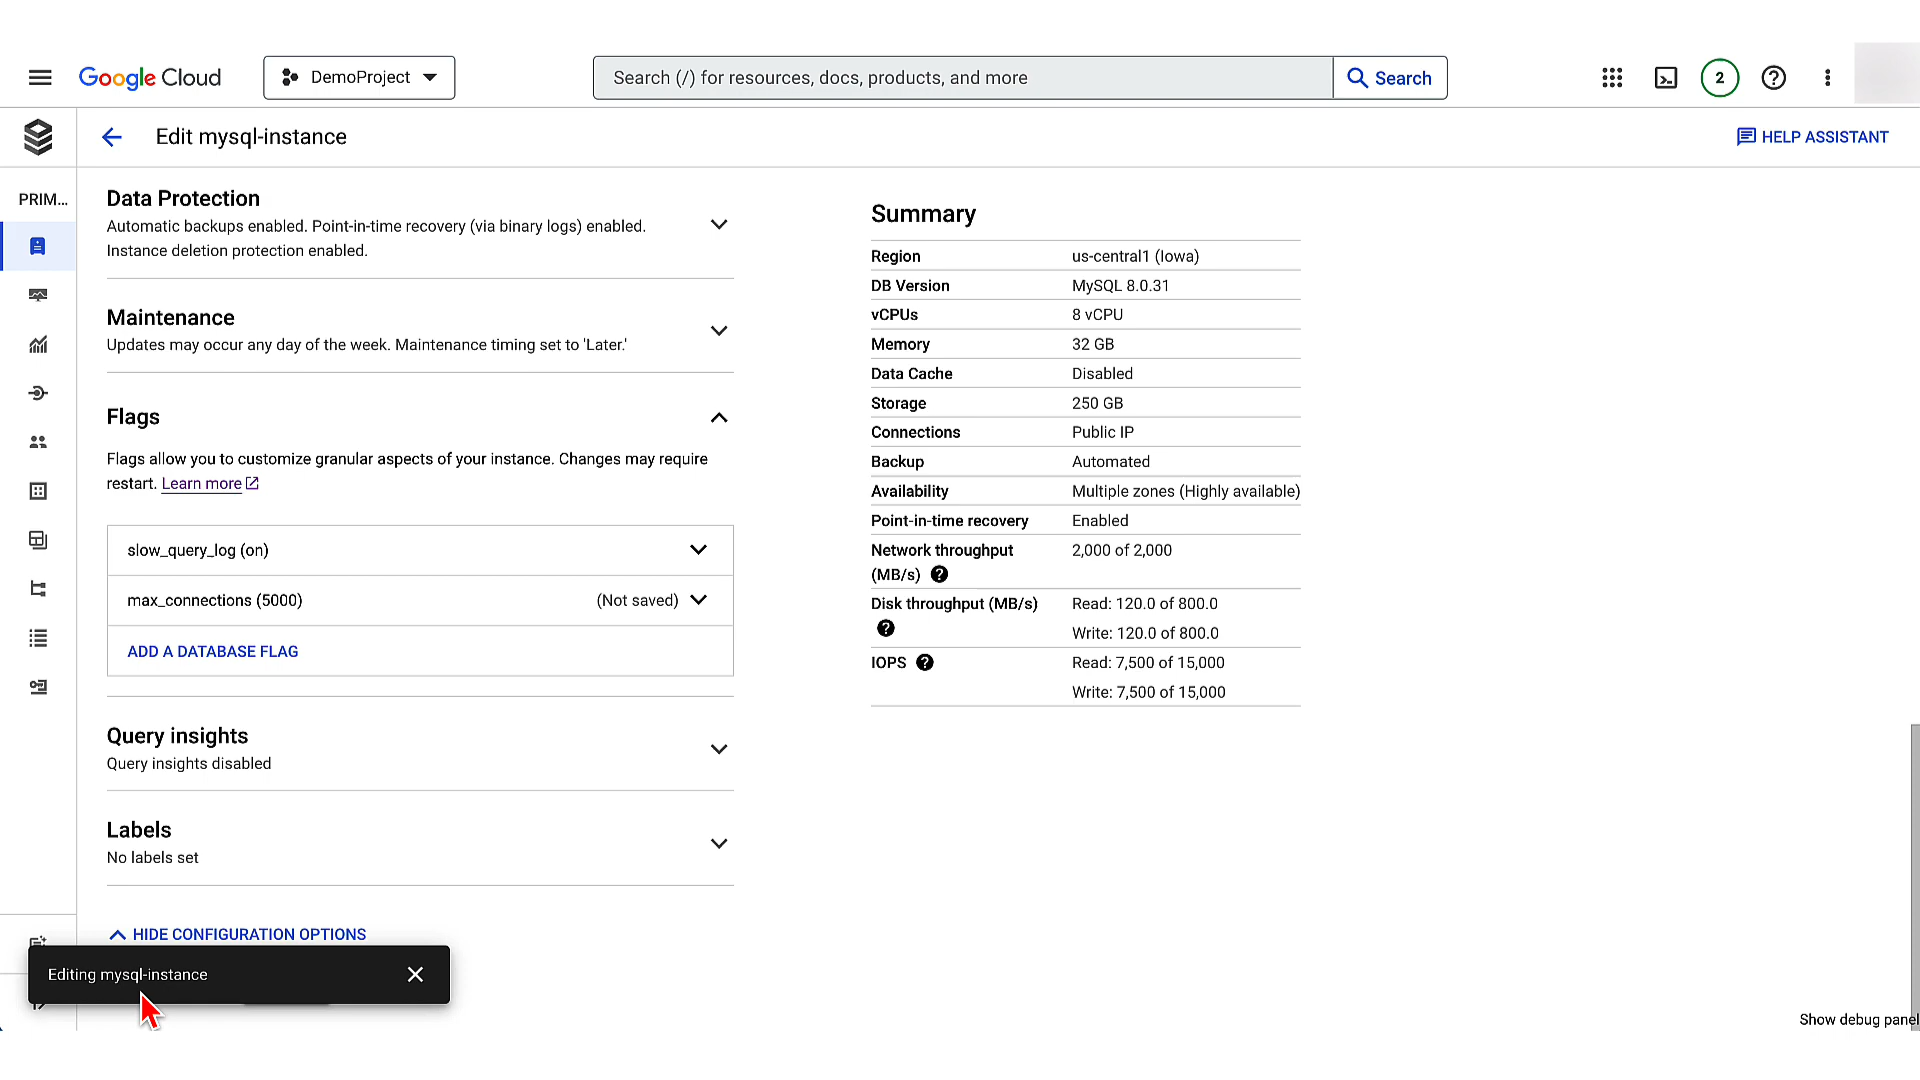 Google Cloud
DemoProject
Search (/) for resources, docs, products, and more
Search
2
Edit mysql-instance
HELP ASSISTANT
PRIM...
Data Protection
Automatic backups enabled. Point-in-time recovery (via binary logs) enabled.
Instance deletion protection enabled.
Maintenance
Updates may occur any day of the week. Maintenance timing set to 'Later.'
Flags
Flags allow you to customize granular aspects of your instance. Changes may require
restart. Learn more
slow_query_log (on)
max_connections (5000) (Not saved)
ADD A DATABASE FLAG
Query insights
Query insights disabled
Labels
No labels set
HIDE CONFIGURATION OPTIONS
Editing mysql-instance
Summary
Region us-central1 (Iowa)
DB Version MySQL 8.0.31
vCPUs 8 vCPU
Memory 32 GB
Data Cache Disabled
Storage 250 GB
Connections Public IP
Backup Automated
Availability Multiple zones (Highly available)
Point-in-time recovery Enabled
Network throughput 2,000 of 2,000
(MB/s)
Disk throughput (MB/s) Read: 120.0 of 800.0
Write: 120.0 of 800.0
IOPS Read: 7,500 of 15,000
Write: 7,500 of 15,000
Show debug panel